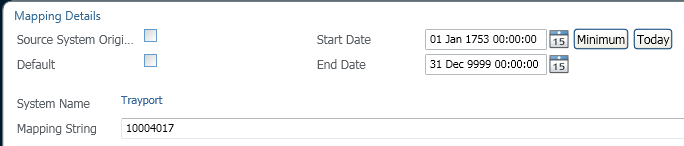 Mapping Details
Source System Origi... Start Date 01 Jan 1753 00:00:00 15 Minimum Today
Default End Date 31 Dec 9999 00:00:00 15
System Name Trayport
Mapping String 10004017